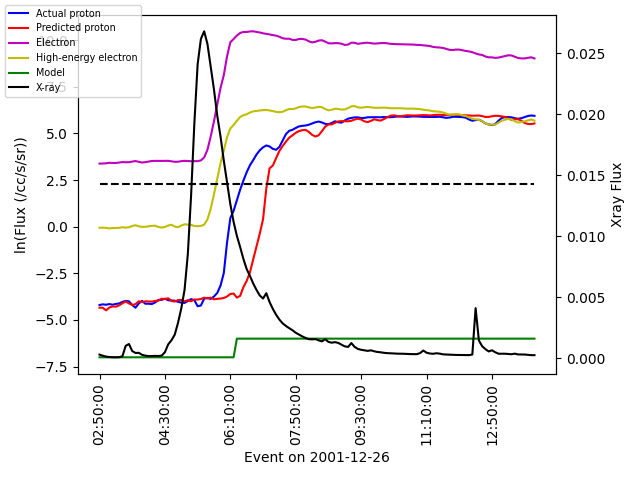 Actual proton
Predicted proton
Electron
High-energy electron
Model
X-ray
7.5
5.0
2.5
0.0
−2.5
−5.0
−7.5
ln(Flux (/cc/s/sr))
0.025
0.020
0.015
0.010
0.005
0.000
Xray Flux
02:50:00
04:30:00
06:10:00
07:50:00
09:30:00
11:10:00
12:50:00
Event on 2001-12-26